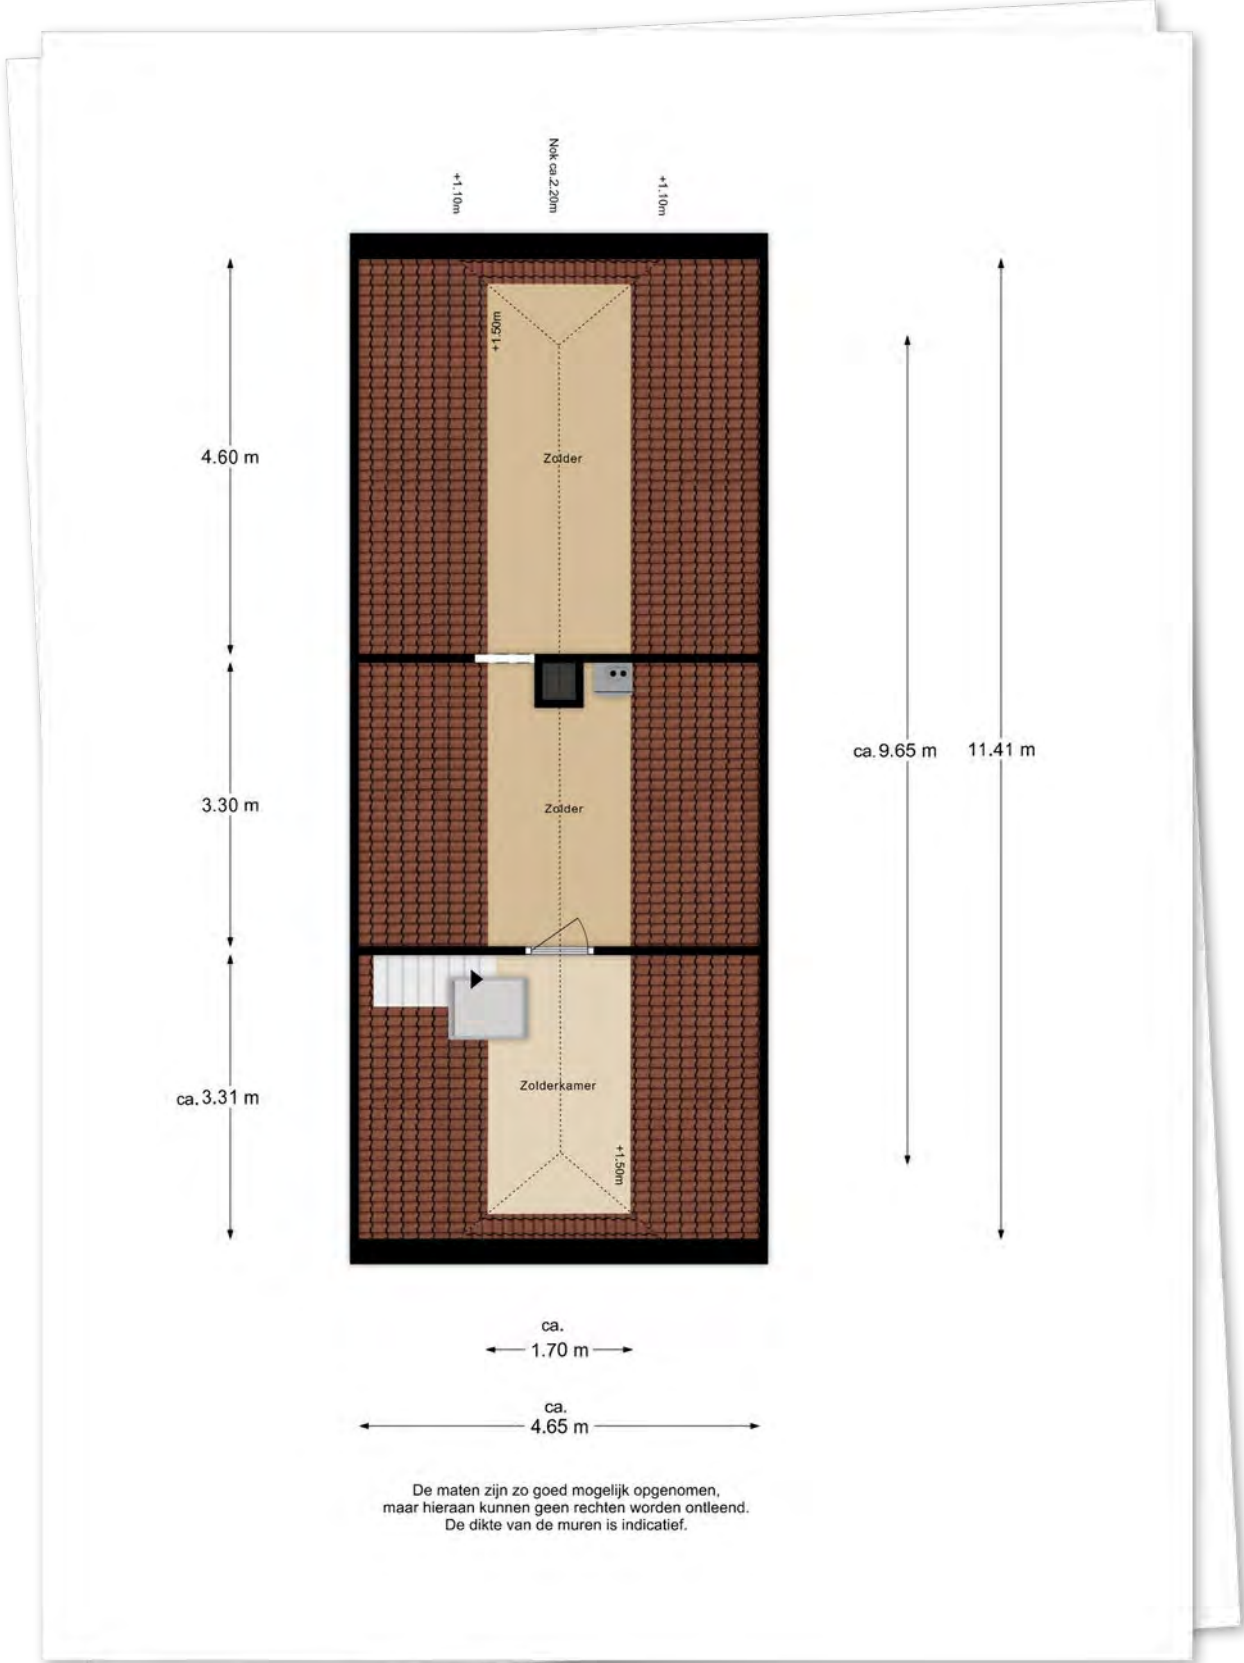 +1.10m
Nok ca.2.20m
+1.10m
+1.50m
4.60 m
Zolder
3.30 m
Zolder
ca. 9.65 m
11.41 m
ca. 3.31 m
Zolderkamer
+1.50m
ca.
1.70 m
ca.
4.65 m
De maten zijn zo goed mogelijk opgenomen,
maar hieraan kunnen geen rechten worden ontleend.
De dikte van de muren is indicatief.